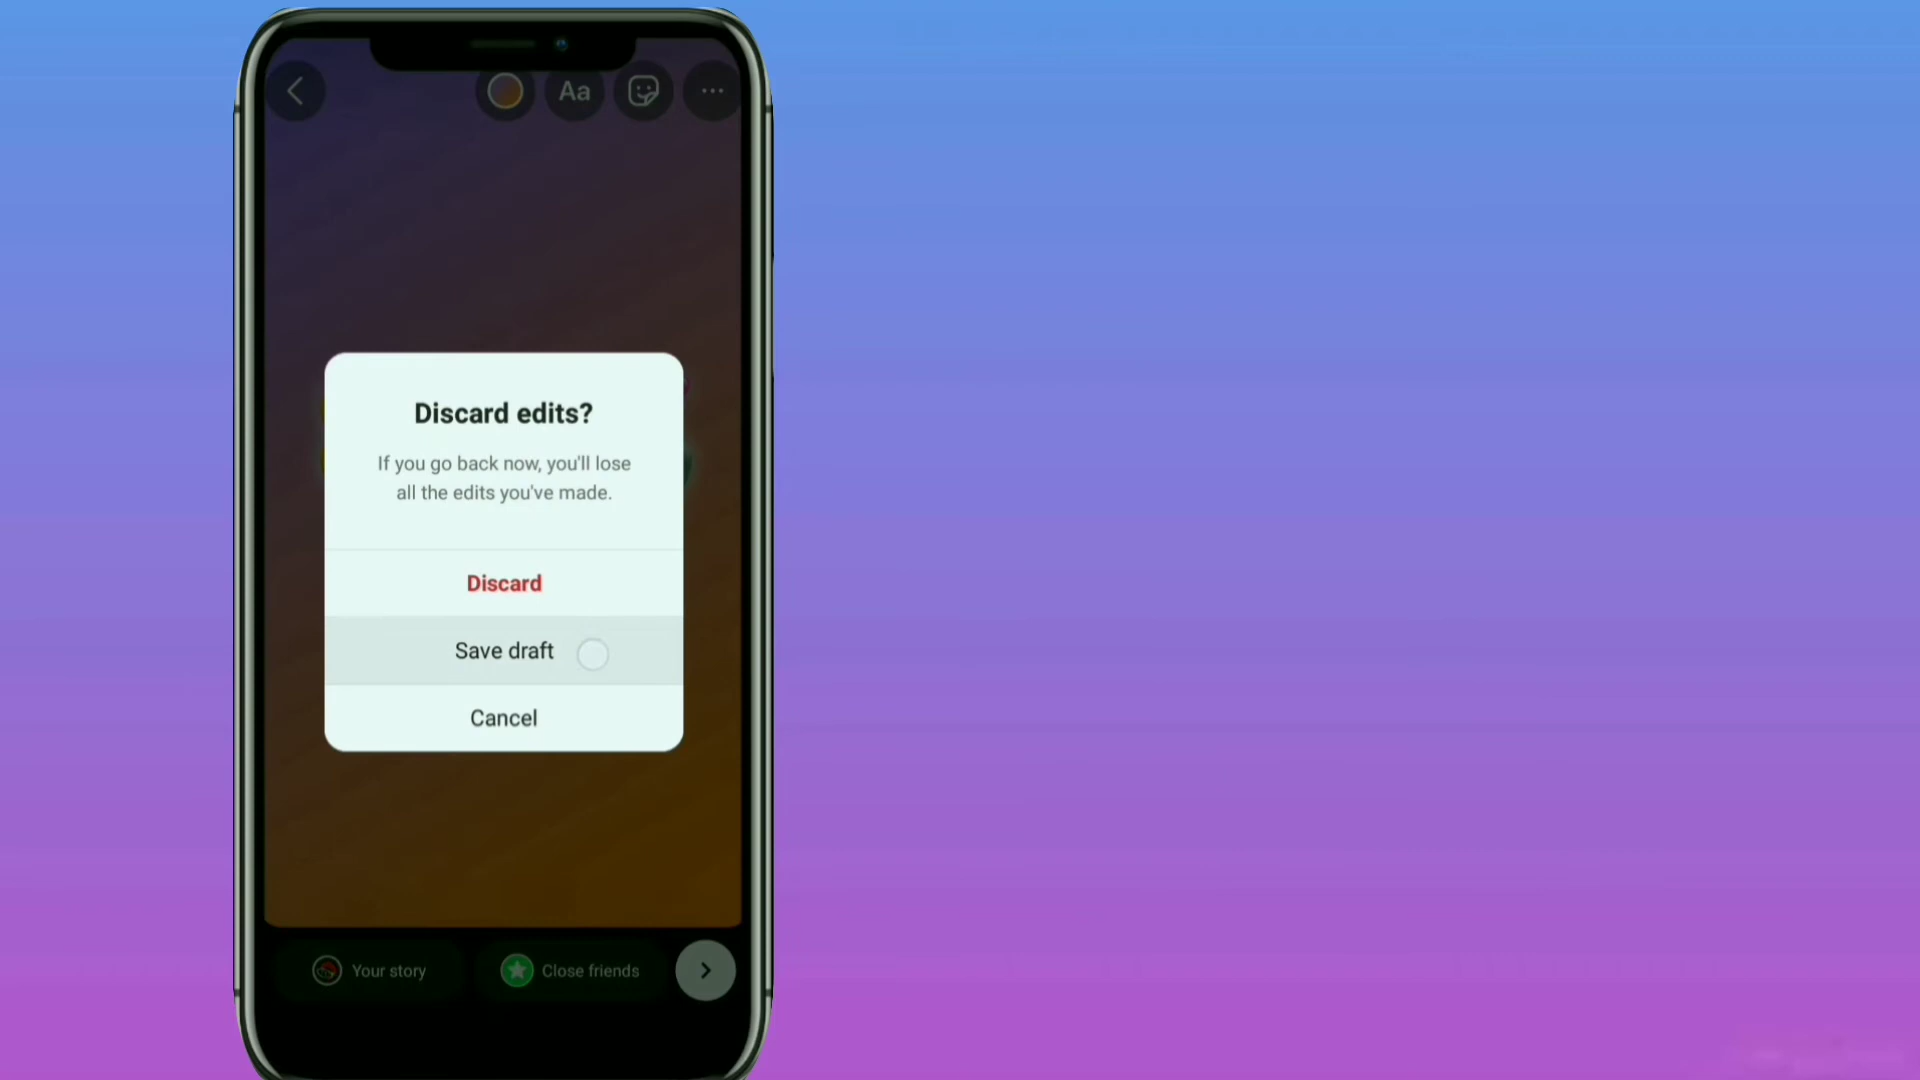 Aa
Discard edits?
If you go back now, you'll lose
all the edits you've made.
Discard
Save draft
Cancel
Your story
Close friends